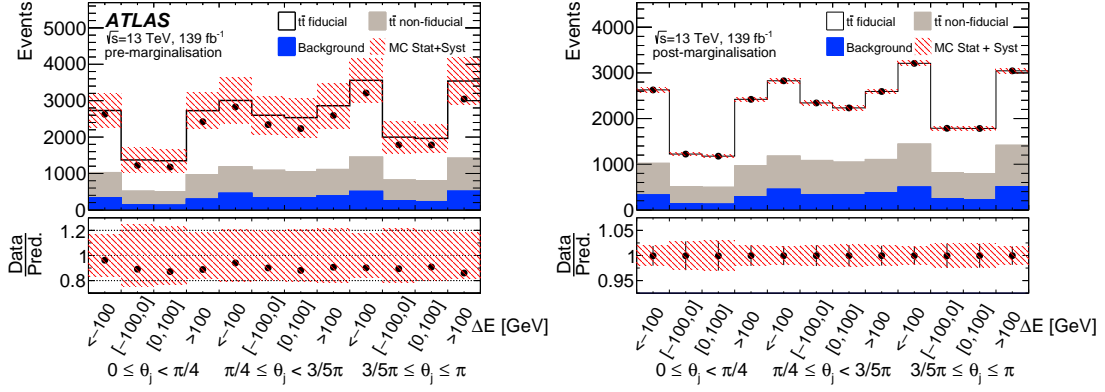 ATLAS
√s=13 TeV, 139 fb⁻¹
pre-marginalisation
tt̄ fiducial
tt̄ non-fiducial
Background
MC Stat+Syst
Events
5000
4000
3000
2000
1000
0
Data
Pred.
1.2
1
0.8
<−100
[−100,0]
[0,100]
>100
<−100
[−100,0]
[0,100]
>100
<−100
[−100,0]
[0,100]
>100
ΔE [GeV]
0 ≤ θj < π/4
π/4 ≤ θj < 3/5π
3/5π ≤ θj ≤ π
√s=13 TeV, 139 fb⁻¹
post-marginalisation
tt̄ fiducial
tt̄ non-fiducial
Background
MC Stat + Syst
Events
4000
3000
2000
1000
0
Data
Pred.
1.05
1
0.95
<−100
[−100,0]
[0,100]
>100
<−100
[−100,0]
[0,100]
>100
<−100
[−100,0]
[0,100]
>100
ΔE [GeV]
0 ≤ θj < π/4
π/4 ≤ θj < 3/5π
3/5π ≤ θj ≤ π